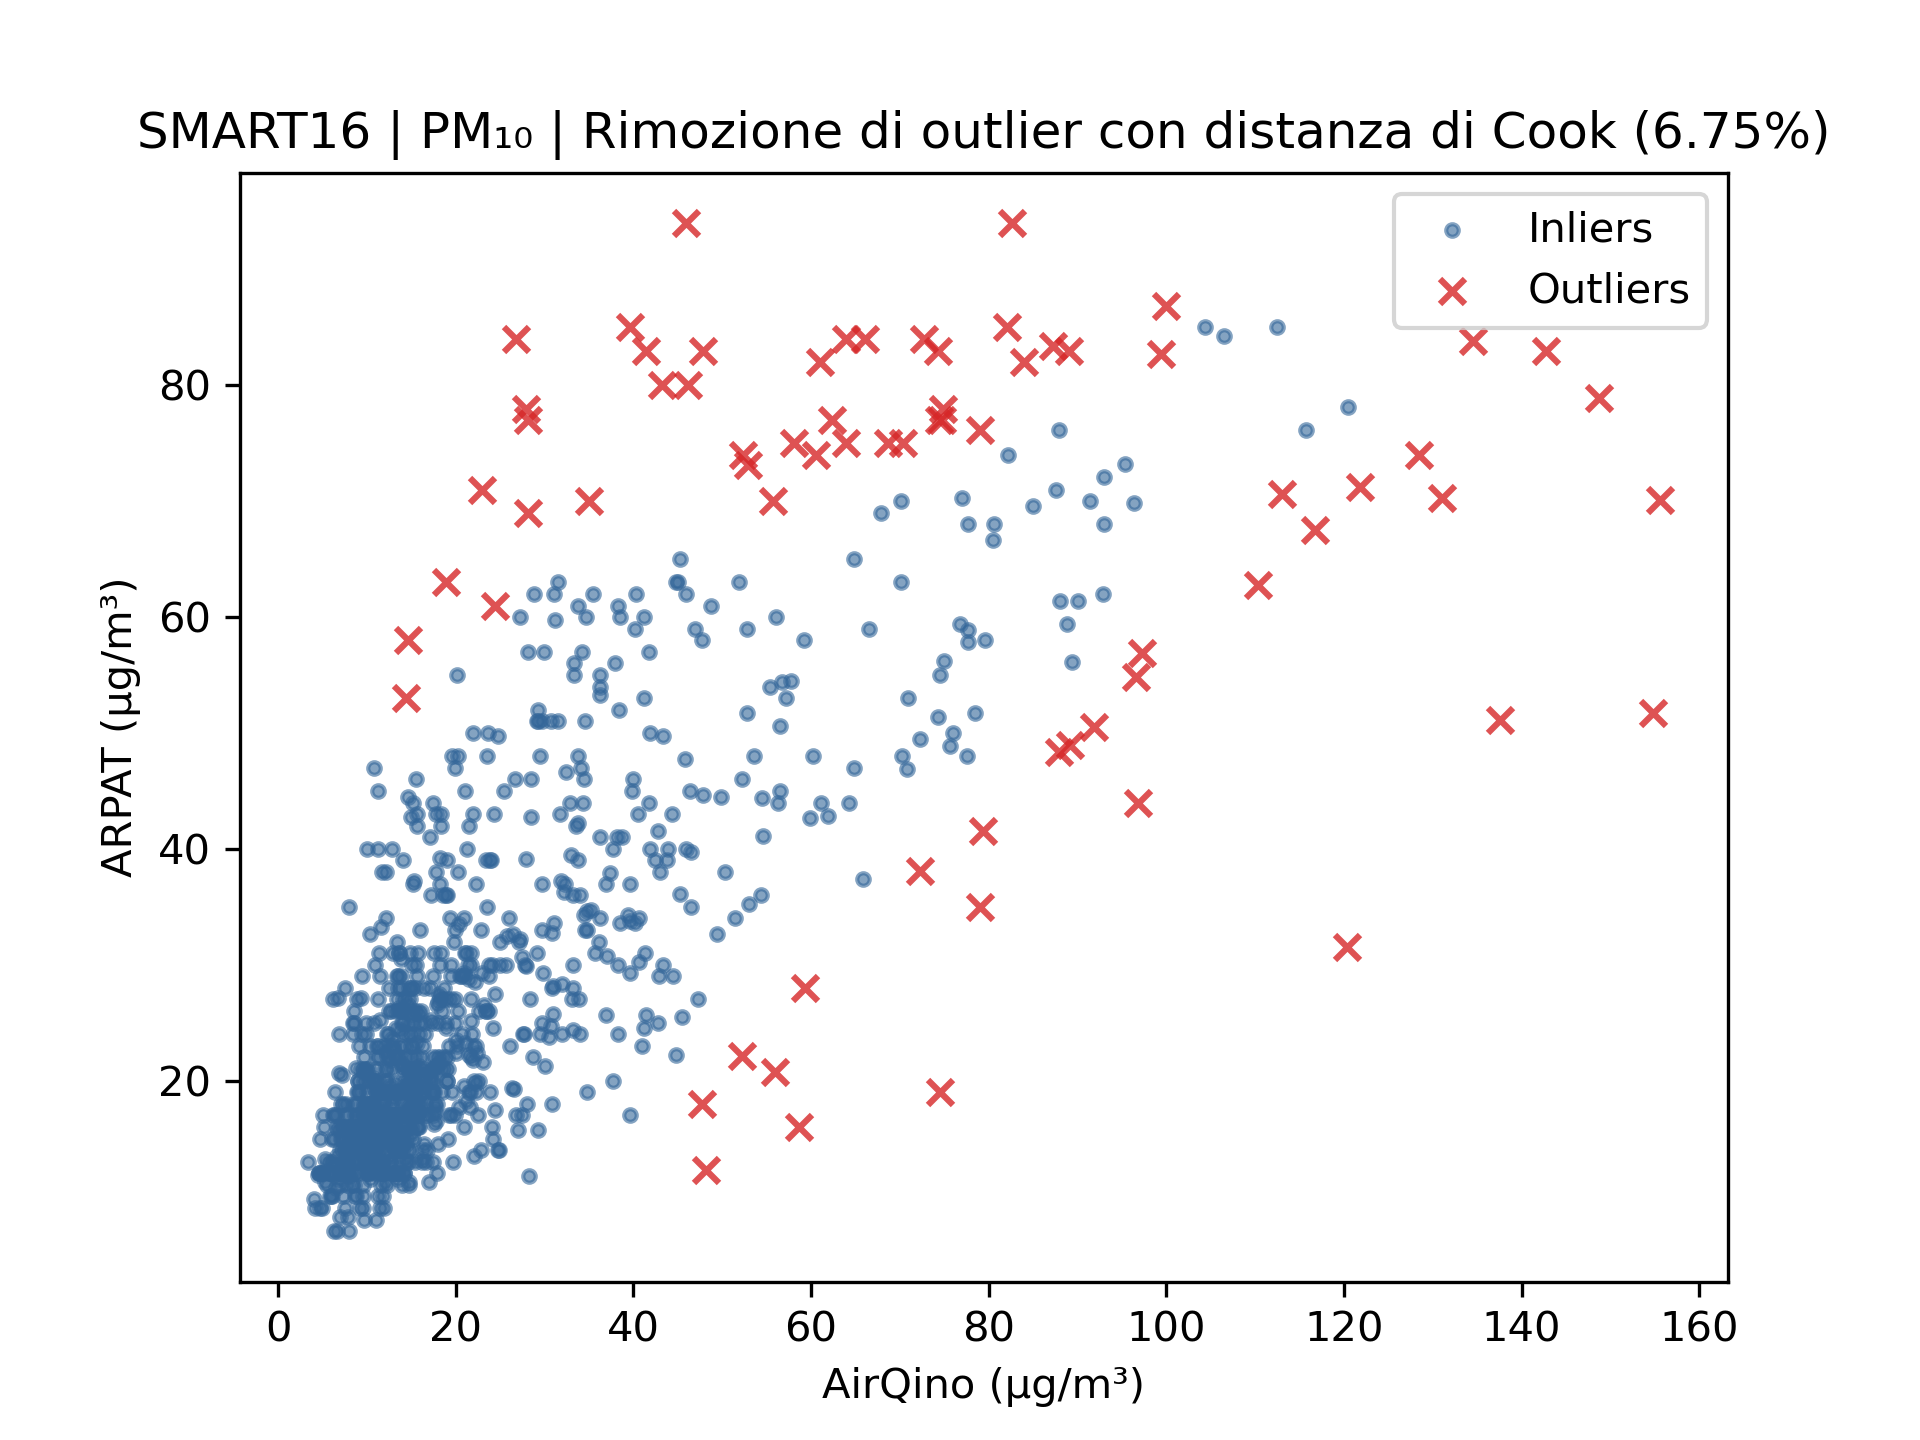 SMART16 | PM₁₀ | Rimozione di outlier con distanza di Cook (6.75%)
Inliers
Outliers
ARPAT (µg/m³)
80
60
40
20
0 20 40 60 80 100 120 140 160
AirQino (µg/m³)